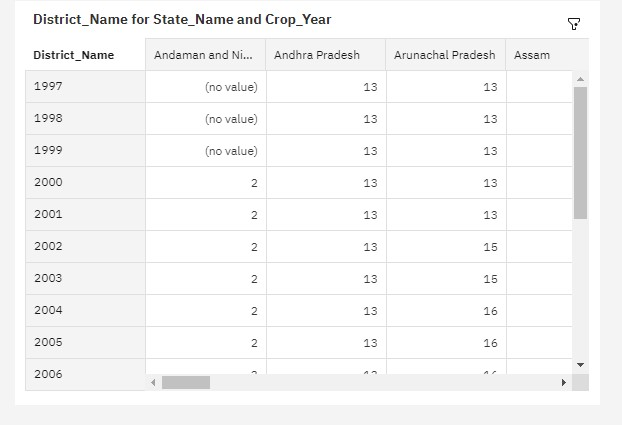 District_Name for State_Name and Crop_Year
District_Name Andaman and Ni... Andhra Pradesh Arunachal Pradesh Assam
1997 (no value) 13 13
1998 (no value) 13 13
1999 (no value) 13 13
2000 2 13 13
2001 2 13 13
2002 2 13 15
2003 2 13 15
2004 2 13 16
2005 2 13 16
2006